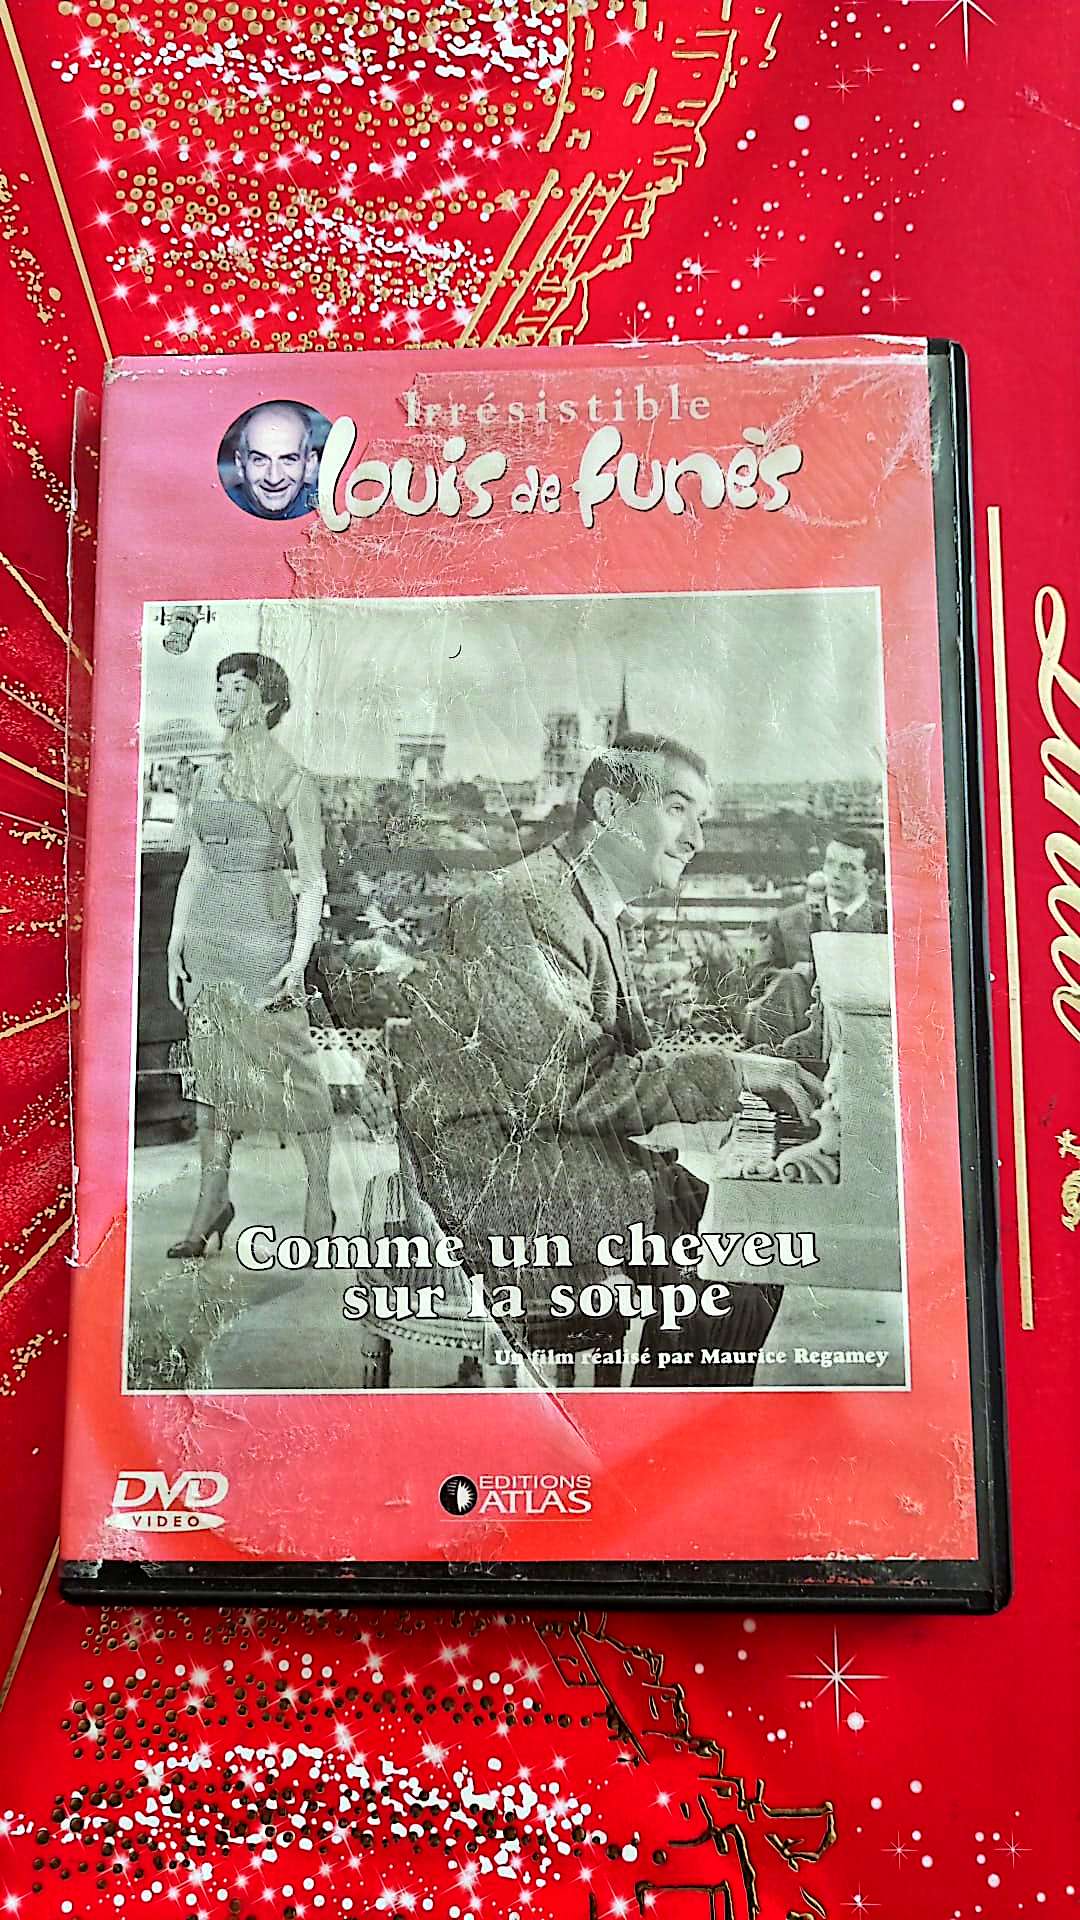 Irrésistible
Louis de Funès
Comme un cheveu
sur la soupe
Un film réalisé par Maurice Regamey
DVD
VIDEO
EDITIONS
ATLAS